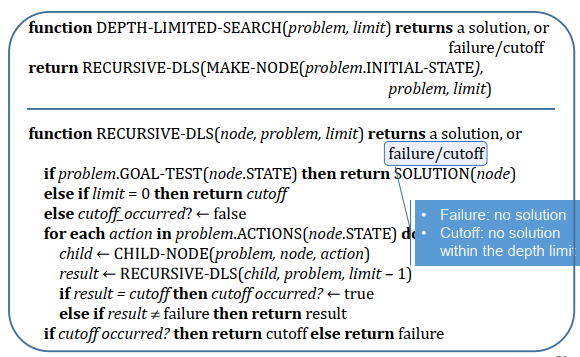 function DEPTH-LIMITED-SEARCH(problem, limit) returns a solution, or
failure/cutoff
return RECURSIVE-DLS(MAKE-NODE(problem.INITIAL-STATE),
problem, limit)
function RECURSIVE-DLS(node, problem, limit) returns a solution, or
failure/cutoff
if problem.GOAL-TEST(node.STATE) then return SOLUTION(node)
else if limit = 0 then return cutoff
else cutoff_occurred? ← false
for each action in problem.ACTIONS(node.STATE) do
child ← CHILD-NODE(problem, node, action)
result ← RECURSIVE-DLS(child, problem, limit – 1)
if result = cutoff then cutoff occurred? ← true
else if result ≠ failure then return result
if cutoff occurred? then return cutoff else return failure
• Failure: no solution
• Cutoff: no solution
within the depth limit